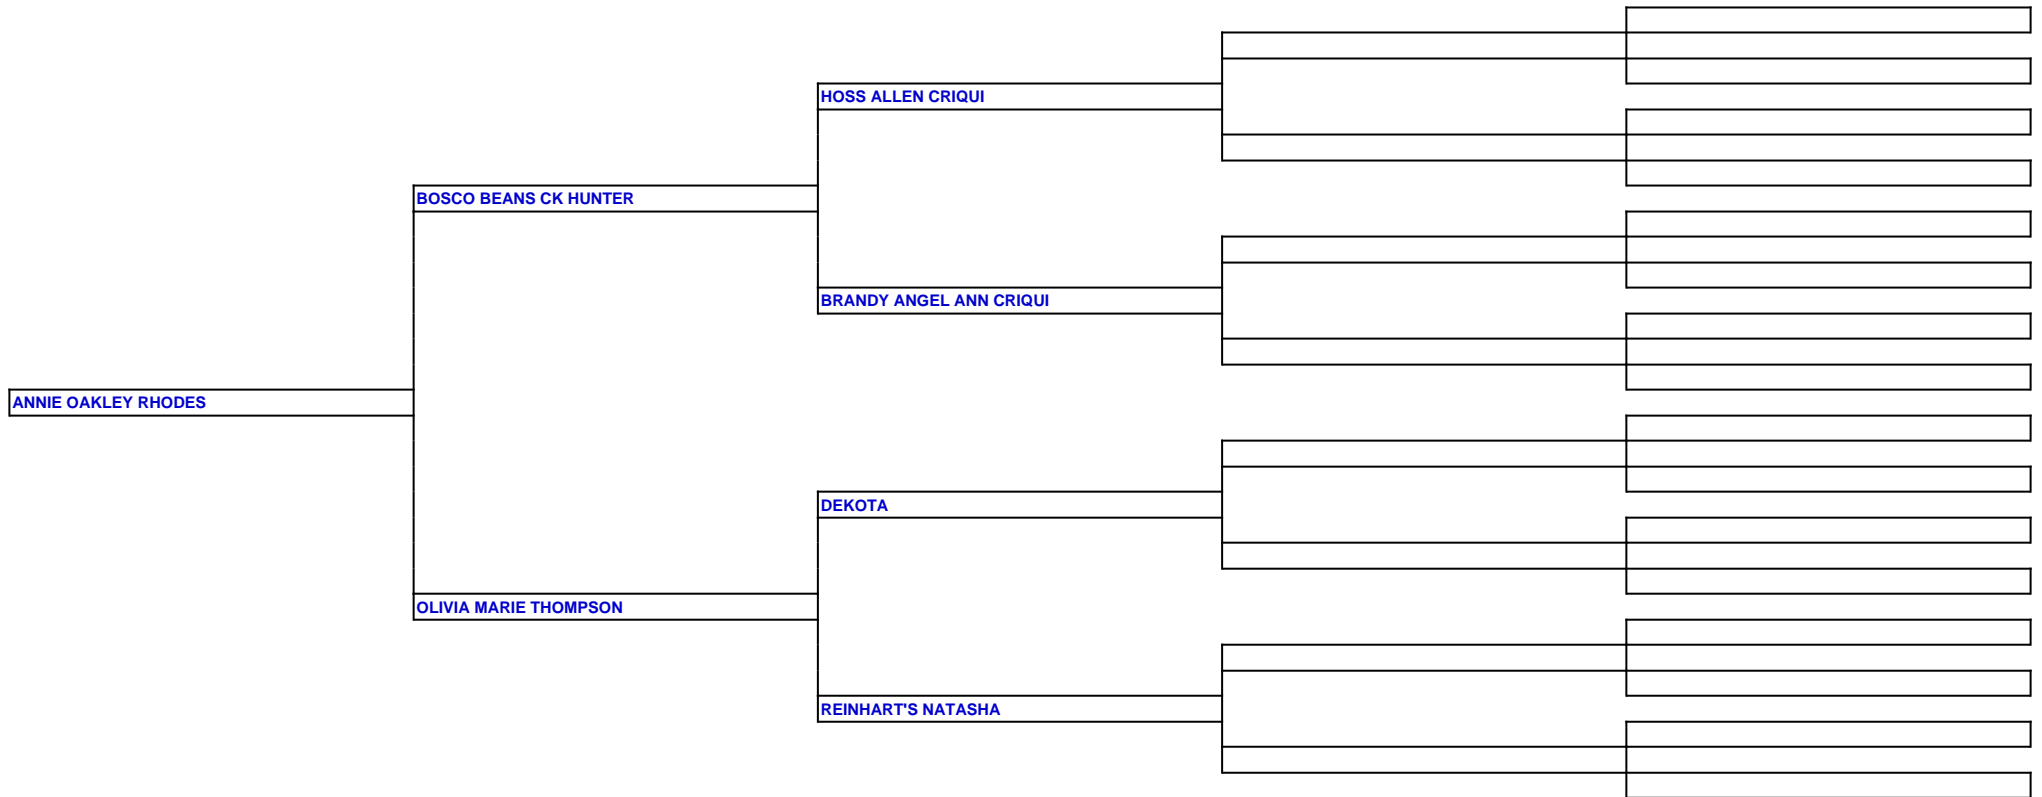 HOSS ALLEN CRIQUI
BOSCO BEANS CK HUNTER
BRANDY ANGEL ANN CRIQUI
ANNIE OAKLEY RHODES
DEKOTA
OLIVIA MARIE THOMPSON
REINHART'S NATASHA